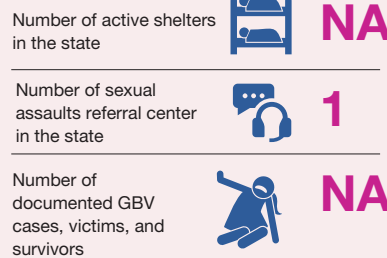 Number of active shelters
in the state
NA
Number of sexual
assaults referral center
in the state
1
Number of
documented GBV
cases, victims, and
survivors
NA